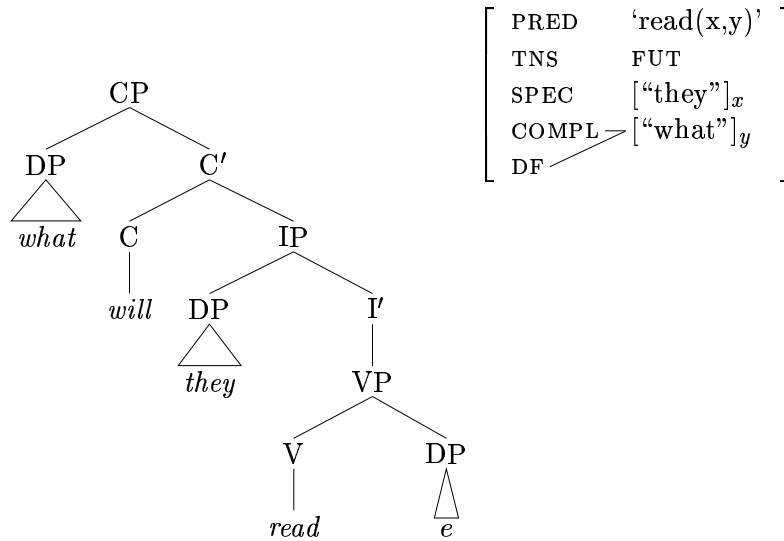 PRED ‘read(x,y)’
TNS FUT
SPEC [“they”]x
COMPL [“what”]y
DF
CP
DP C′
what C IP
will DP I′
they VP
V DP
read e